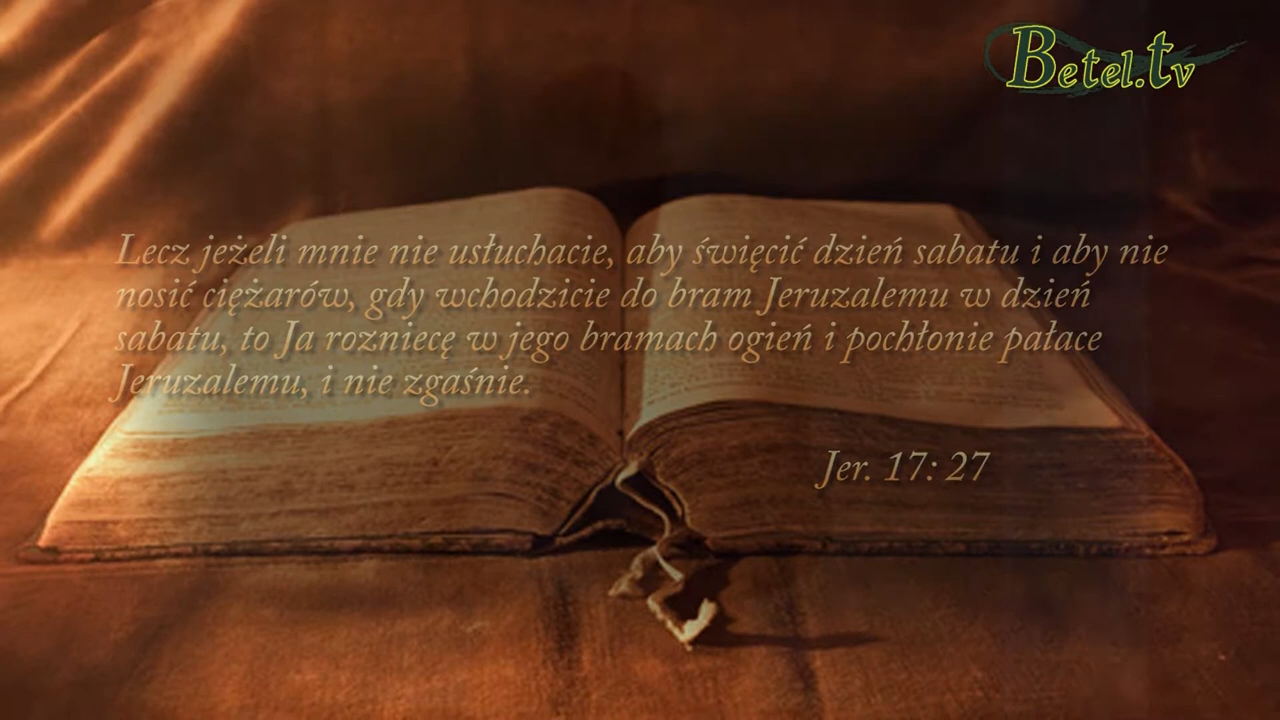 Betel.tv
Lecz jeżeli mnie nie usłuchacie, aby święcić dzień sabatu i aby nie
nosić ciężarów, gdy wchodzicie do bram Jeruzalemu w dzień
sabatu, to Ja rozniecę w jego bramach ogień i pochłonie pałace
Jeruzalemu, i nie zgaśnie.
Jer. 17: 27